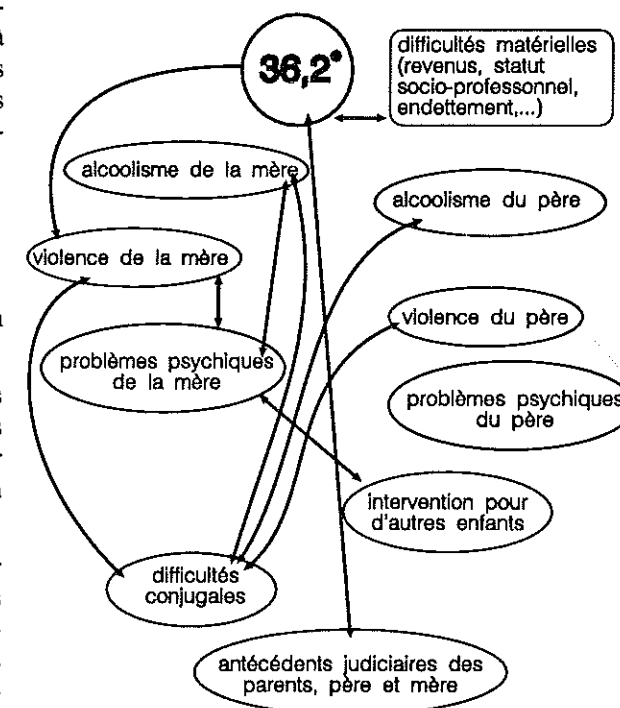 36,2°
difficultés matérielles
(revenus, statut
socio-professionnel,
endettement,...)
alcoolisme de la mère
alcoolisme du père
violence de la mère
violence du père
problèmes psychiques
de la mère
problèmes psychiques
du père
intervention pour
d'autres enfants
difficultés
conjugales
antécédents judiciaires des
parents, père et mère